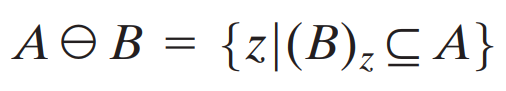 A ⊖ B = {z|(B)_z ⊆ A}